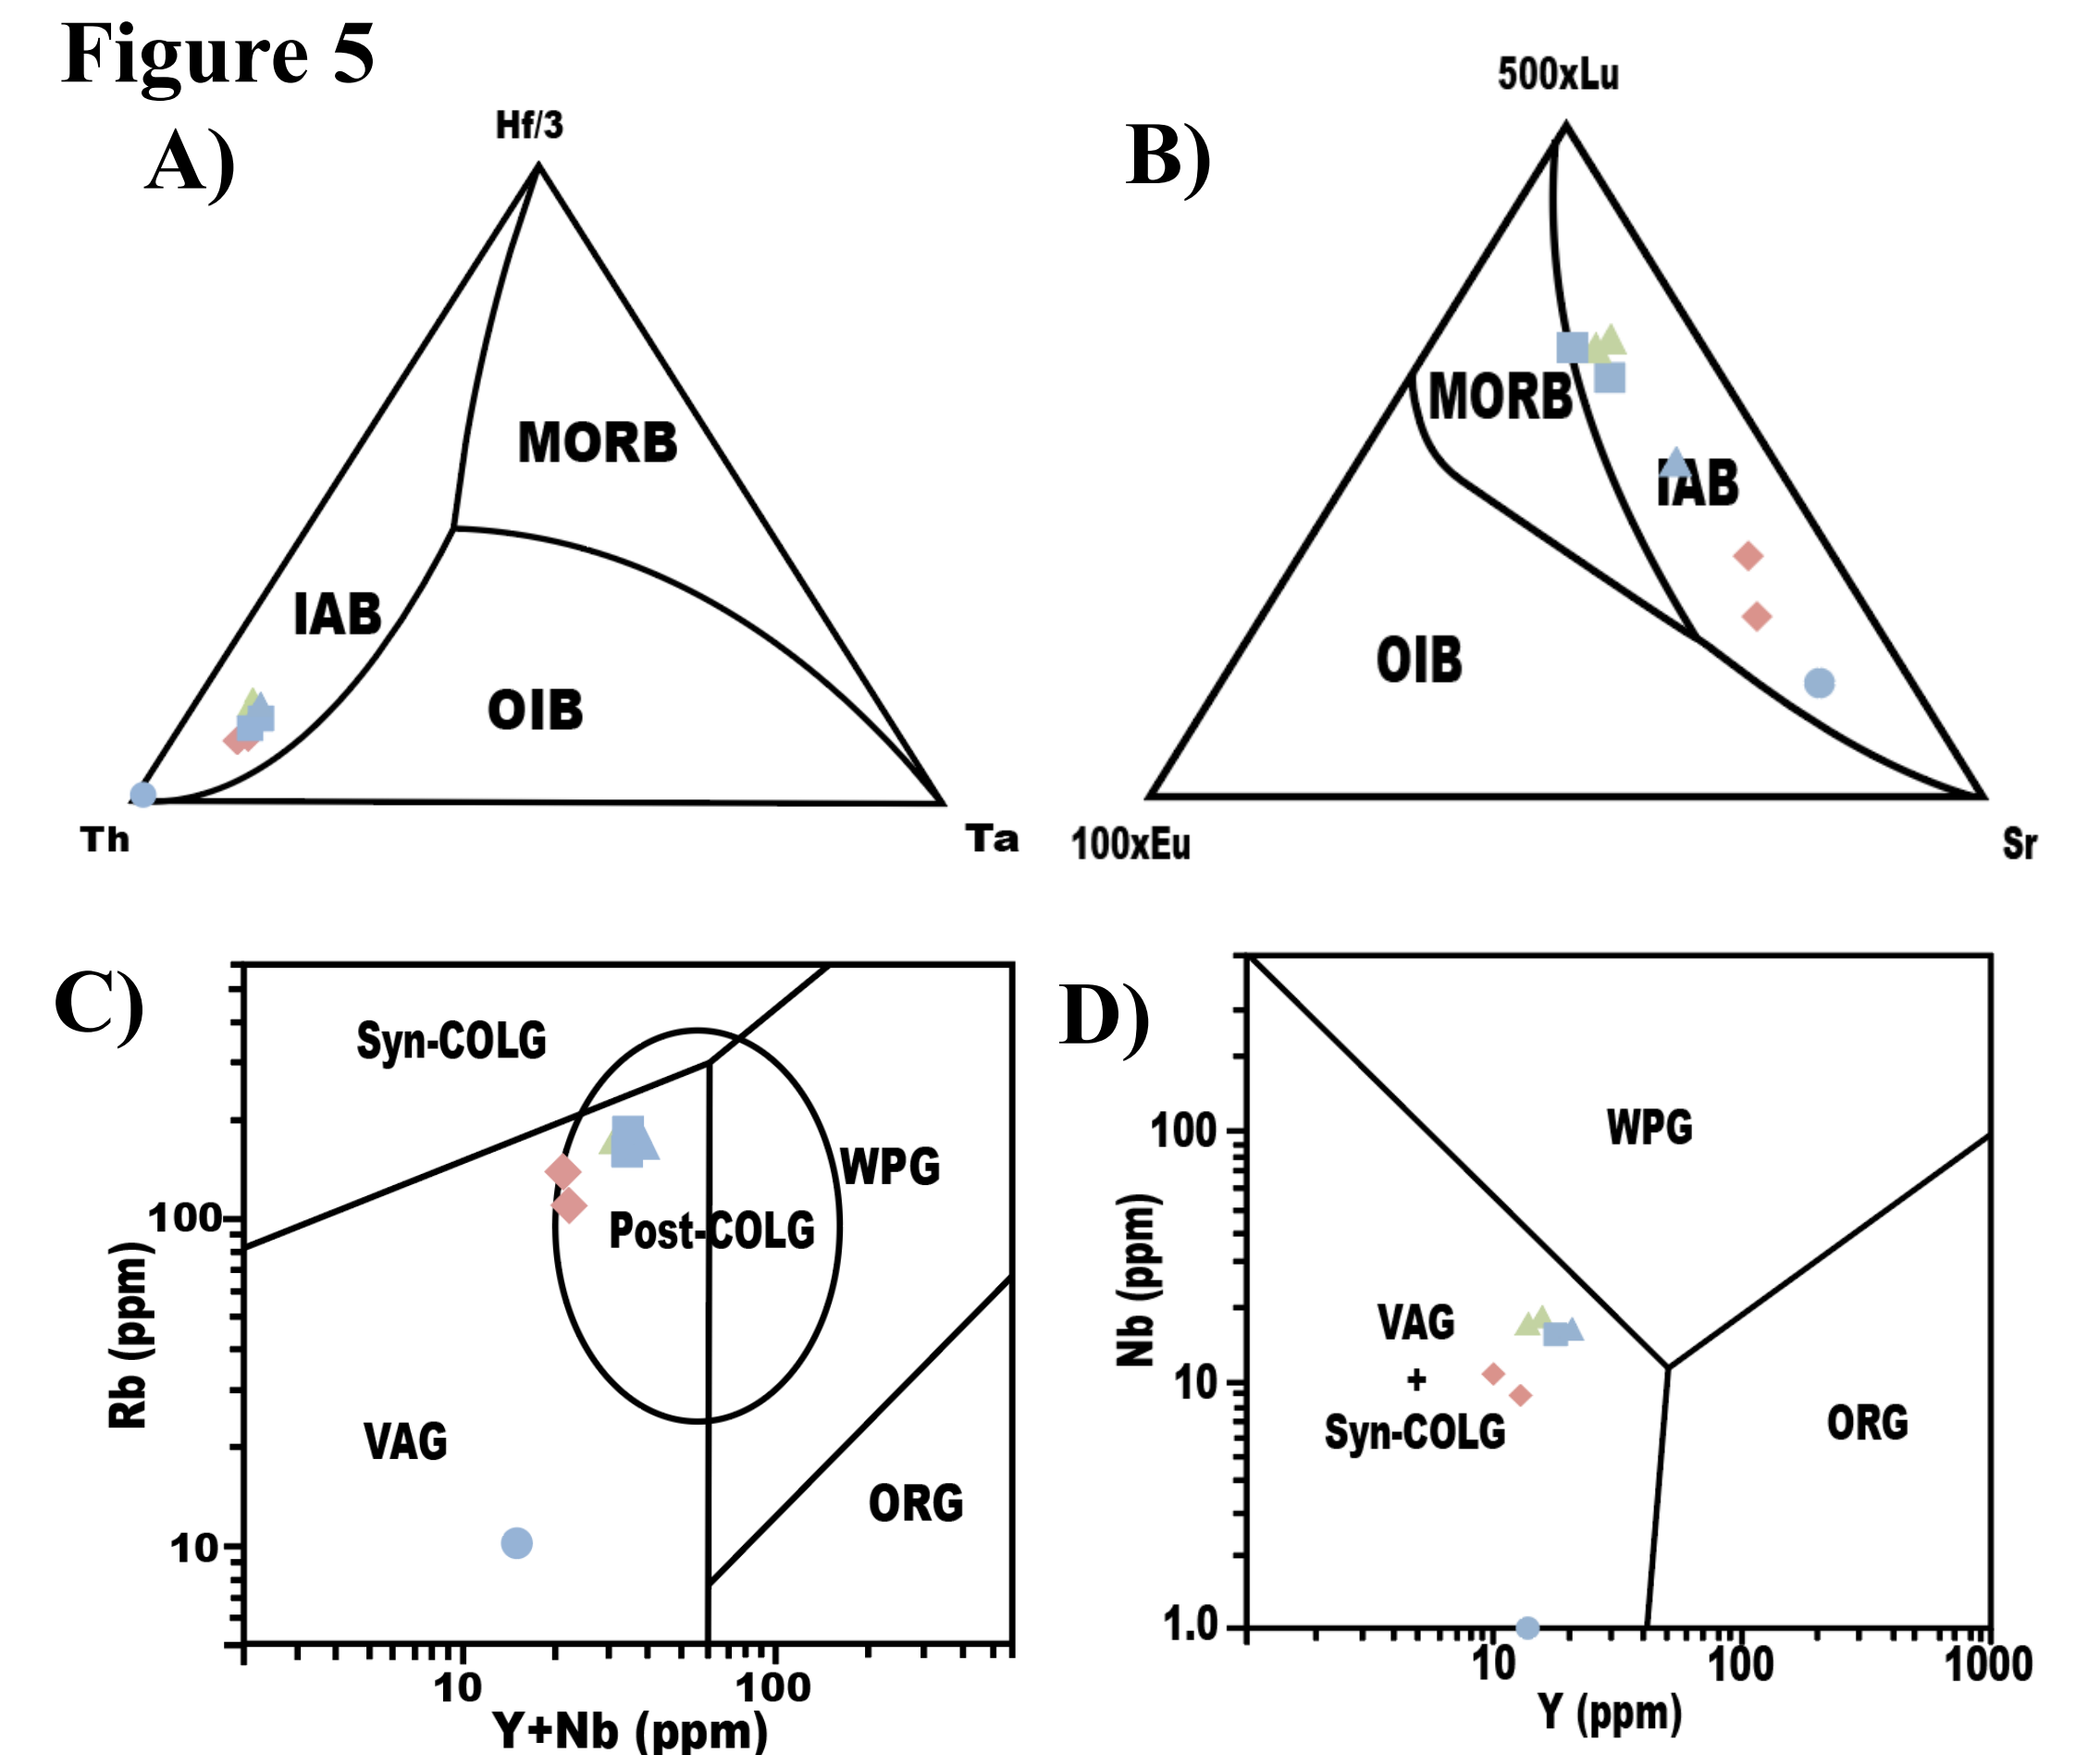 Figure 5
A)
Hf/3
MORB
IAB
OIB
Th
Ta
B)
500xLu
MORB
IAB
OIB
100xEu
Sr
C)
Syn-COLG
WPG
Post-COLG
VAG
ORG
100
10
Rb (ppm)
10
100
Y+Nb (ppm)
D)
WPG
VAG
+
Syn-COLG
ORG
100
10
1.0
Nb (ppm)
10
100
1000
Y (ppm)